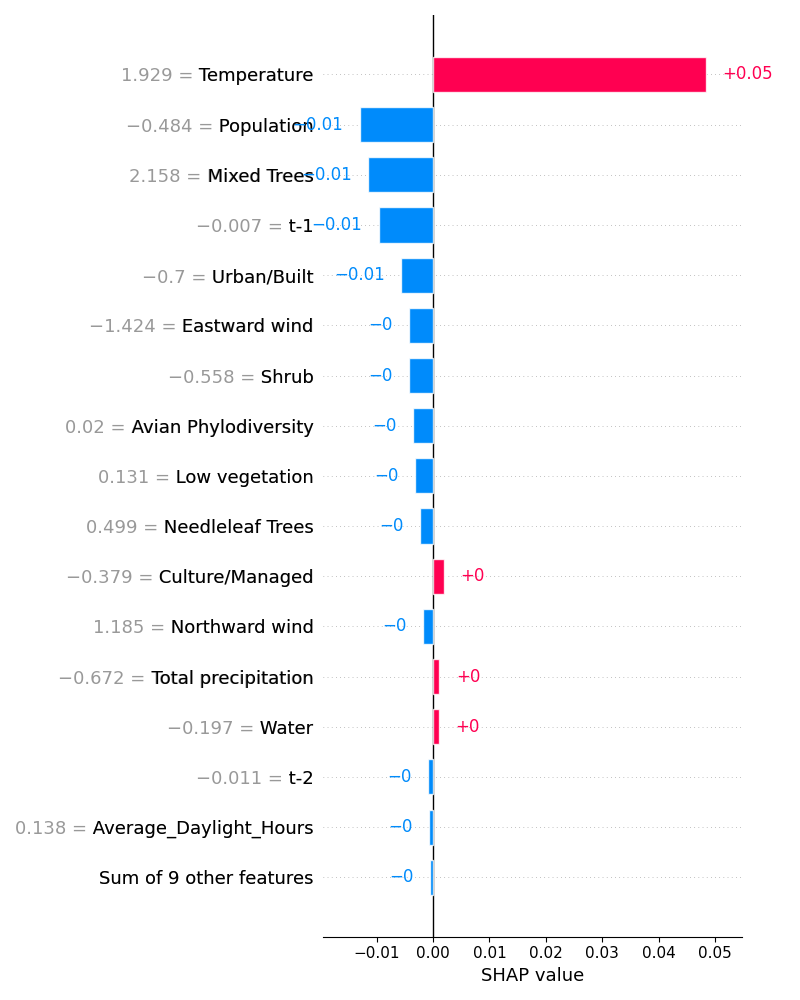 1.929 = Temperature +0.05
−0.484 = Population −0.01
2.158 = Mixed Trees −0.01
−0.007 = t-1 −0.01
−0.7 = Urban/Built −0.01
−1.424 = Eastward wind −0
−0.558 = Shrub −0
0.02 = Avian Phylodiversity −0
0.131 = Low vegetation −0
0.499 = Needleleaf Trees −0
−0.379 = Culture/Managed +0
1.185 = Northward wind −0
−0.672 = Total precipitation +0
−0.197 = Water +0
−0.011 = t-2 −0
0.138 = Average_Daylight_Hours −0
Sum of 9 other features −0
−0.01 0.00 0.01 0.02 0.03 0.04 0.05
SHAP value